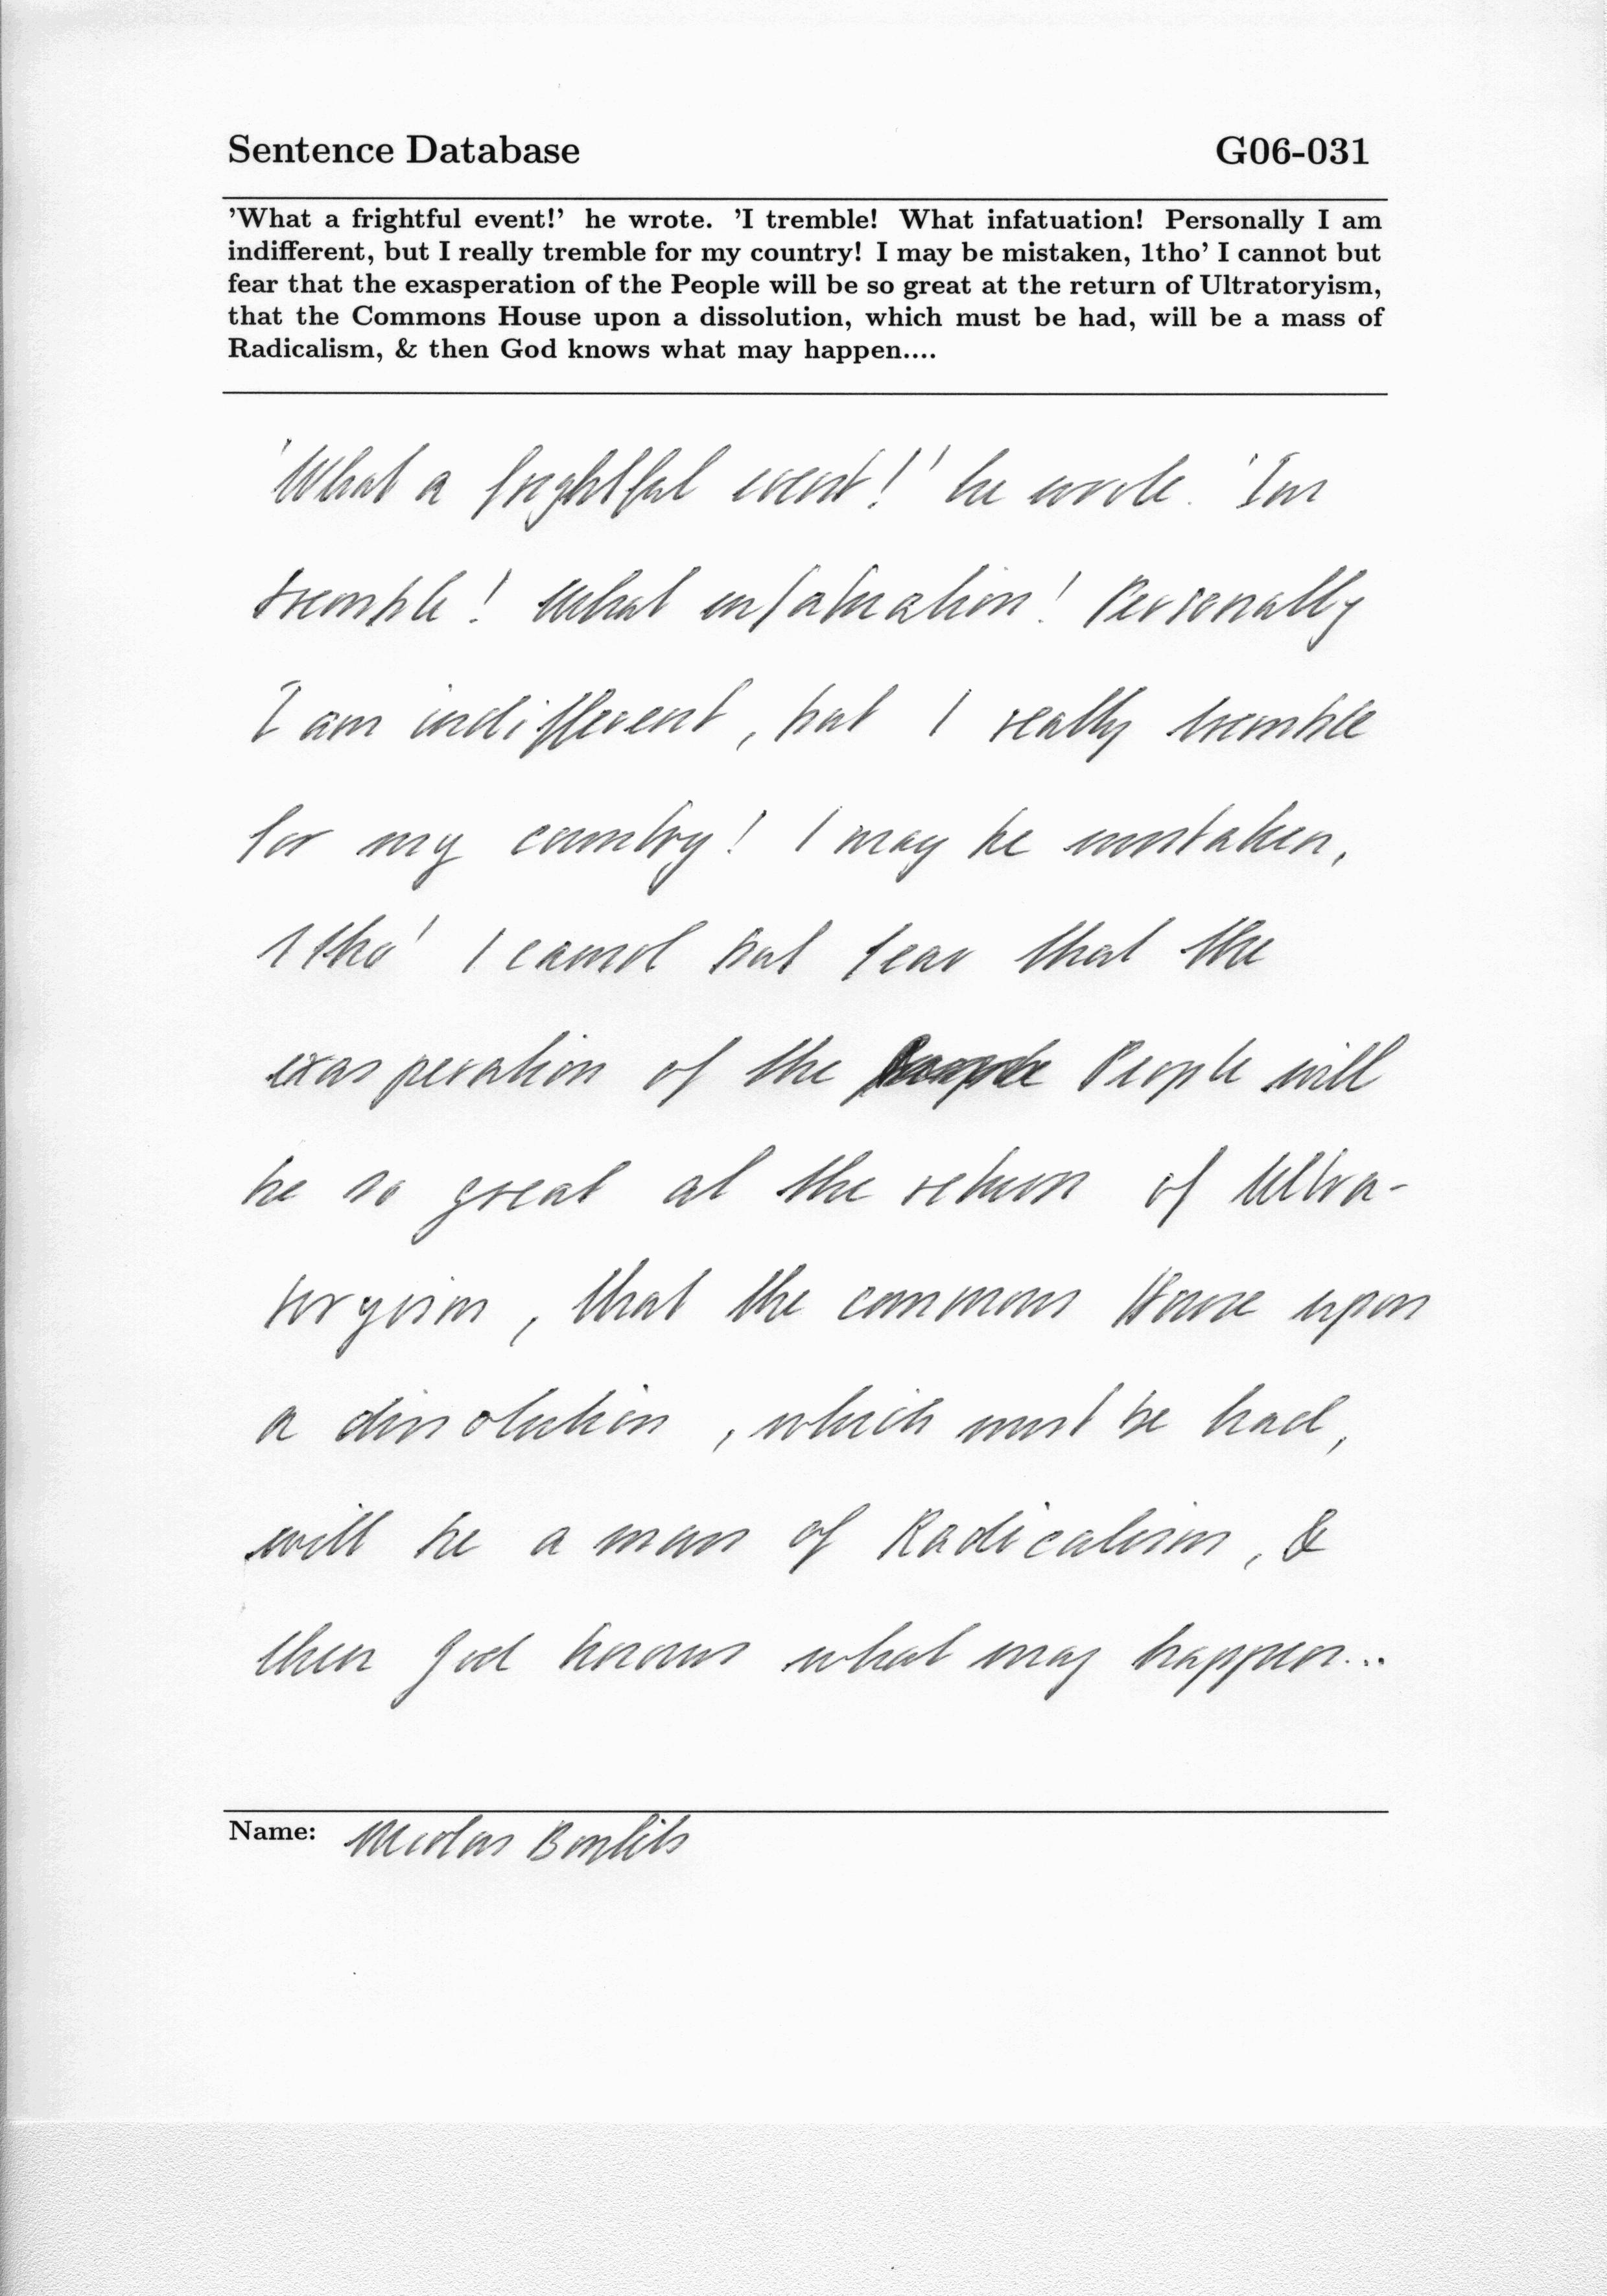 Sentence Database G06-031
'What a frightful event!' he wrote. 'I tremble! What infatuation! Personally I am
indifferent, but I really tremble for my country! I may be mistaken, 1tho' I cannot but
fear that the exasperation of the People will be so great at the return of Ultratoryism,
that the Commons House upon a dissolution, which must be had, will be a mass of
Radicalism, & then God knows what may happen....
'What a frightful event!' he wrote. 'Im
tremble! What infatuation! Personally
I am indifferent, but I really tremble
for my country! I may be mistaken,
1tho' I cannot but fear that the
exasperation of the People will
be so great at the return of Ultra-
toryism, that the commons House upon
a dissolution, which must be had,
will be a mass of Radicalism, &
then God knows what may happen...
Name: